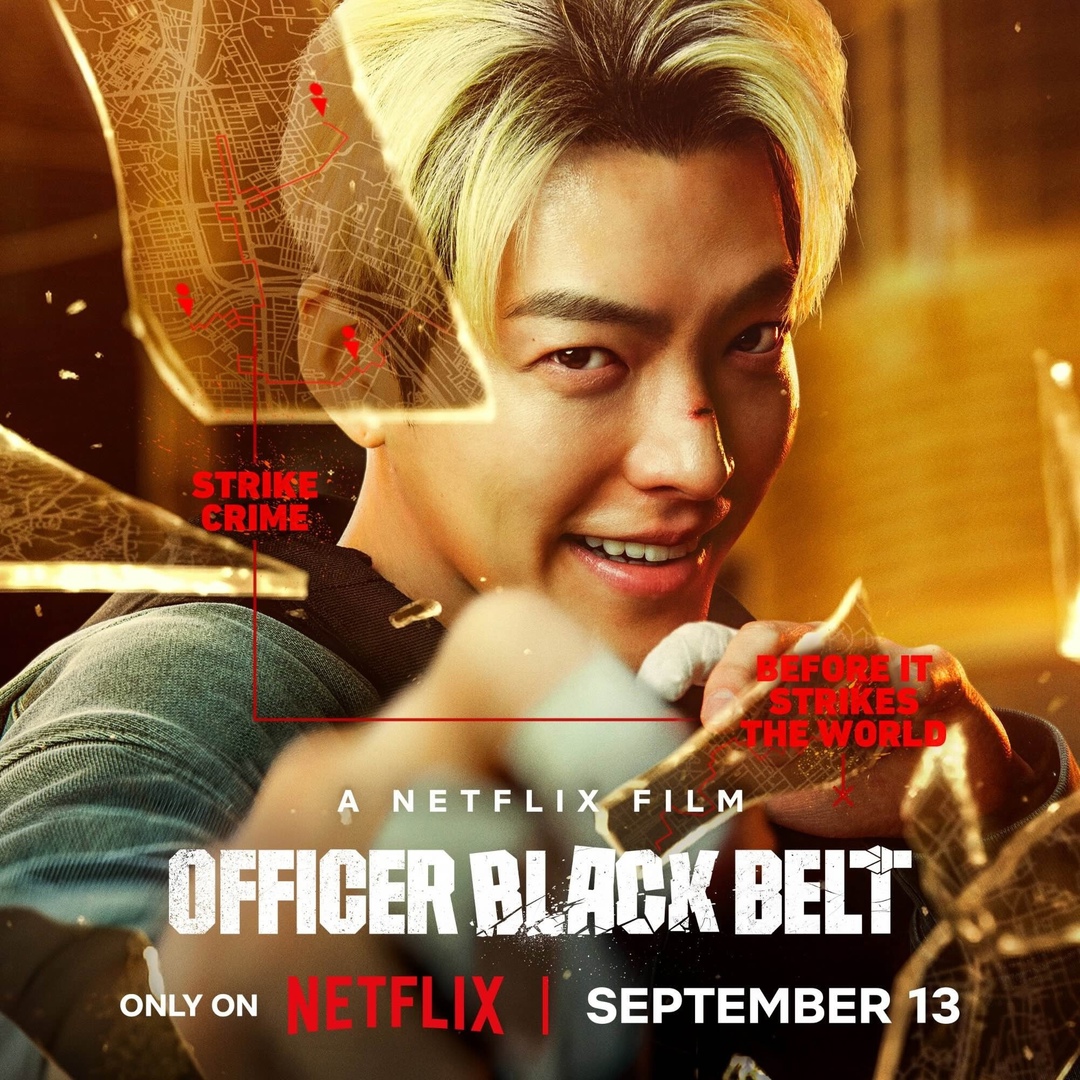 STRIKE
CRIME
BEFORE IT
STRIKES
THE WORLD
A NETFLIX FILM
OFFICER BLACK BELT
ONLY ON NETFLIX | SEPTEMBER 13